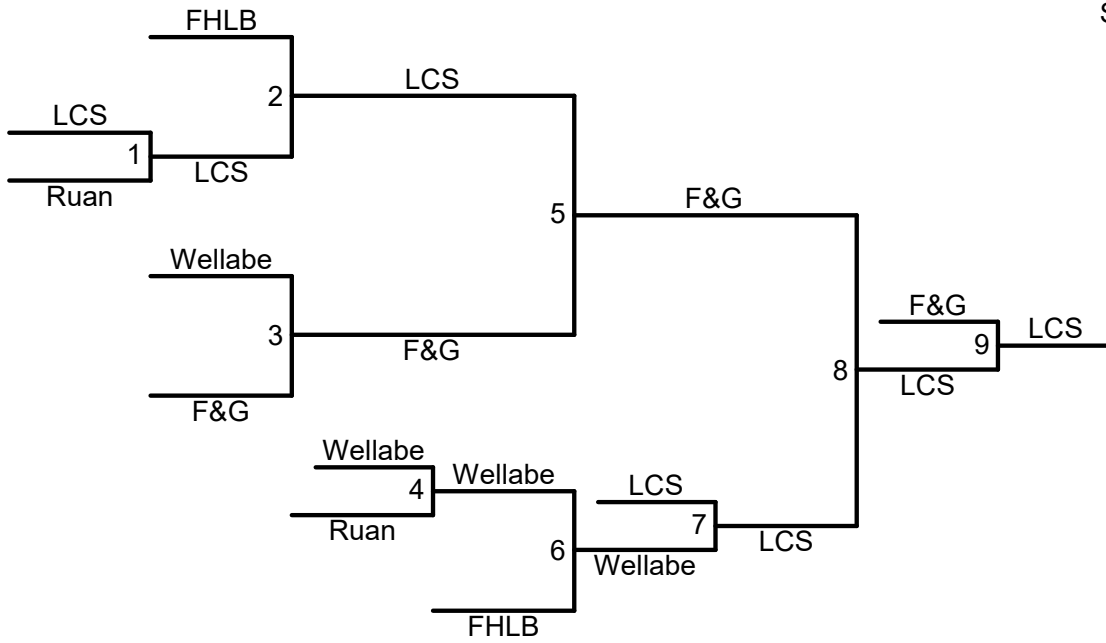 FHLB
2
LCS
LCS
1
LCS
Ruan
5
F&G
Wellabe
3
F&G
F&G
F&G
9
LCS
8
LCS
Wellabe
4
Wellabe
Ruan
LCS
7
LCS
6
Wellabe
FHLB